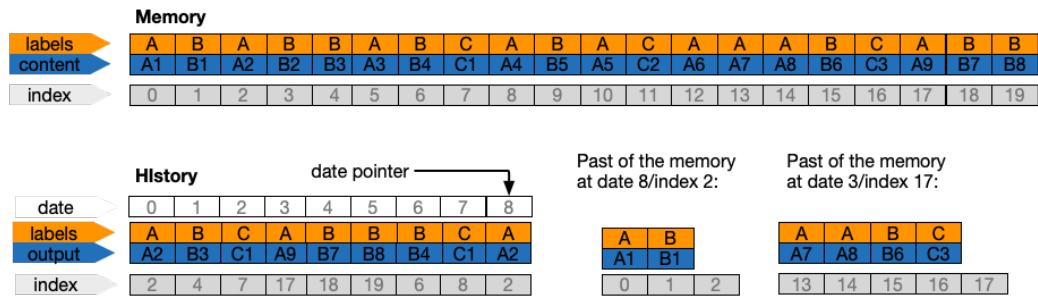 Memory
labels A B A B B A B C A B A C A A A B C A B B
content A1 B1 A2 B2 B3 A3 B4 C1 A4 B5 A5 C2 A6 A7 A8 B6 C3 A9 B7 B8
index 0 1 2 3 4 5 6 7 8 9 10 11 12 13 14 15 16 17 18 19
HIstory
date pointer
date 0 1 2 3 4 5 6 7 8
labels A B C A B B B C A
output A2 B3 C1 A9 B7 B8 B4 C1 A2
index 2 4 7 17 18 19 6 8 2
Past of the memory
at date 8/index 2:
A B
A1 B1
0 1 2
Past of the memory
at date 3/index 17:
A A B C
A7 A8 B6 C3
13 14 15 16 17